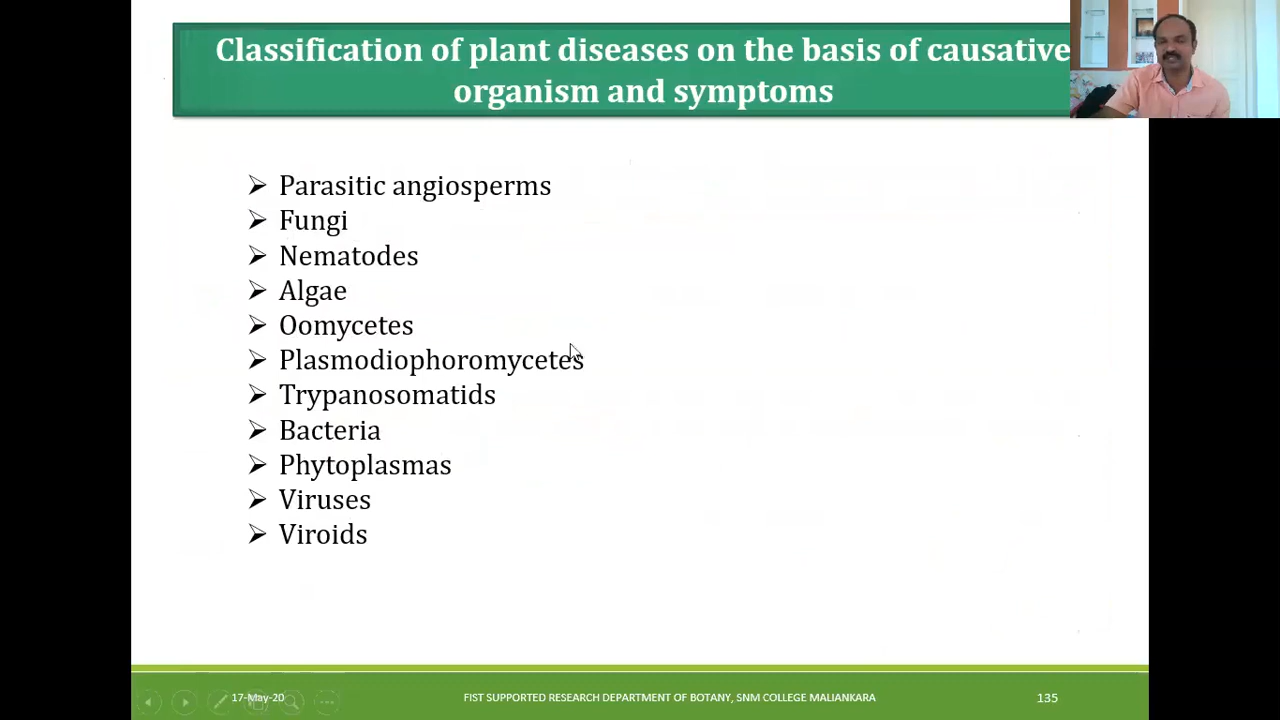 Classification of plant diseases on the basis of causative
organism and symptoms
Parasitic angiosperms
Fungi
Nematodes
Algae
Oomycetes
Plasmodiophoromycetes
Trypanosomatids
Bacteria
Phytoplasmas
Viruses
Viroids
17-May-20 FIST SUPPORTED RESEARCH DEPARTMENT OF BOTANY, SNM COLLEGE MALIANKARA 135